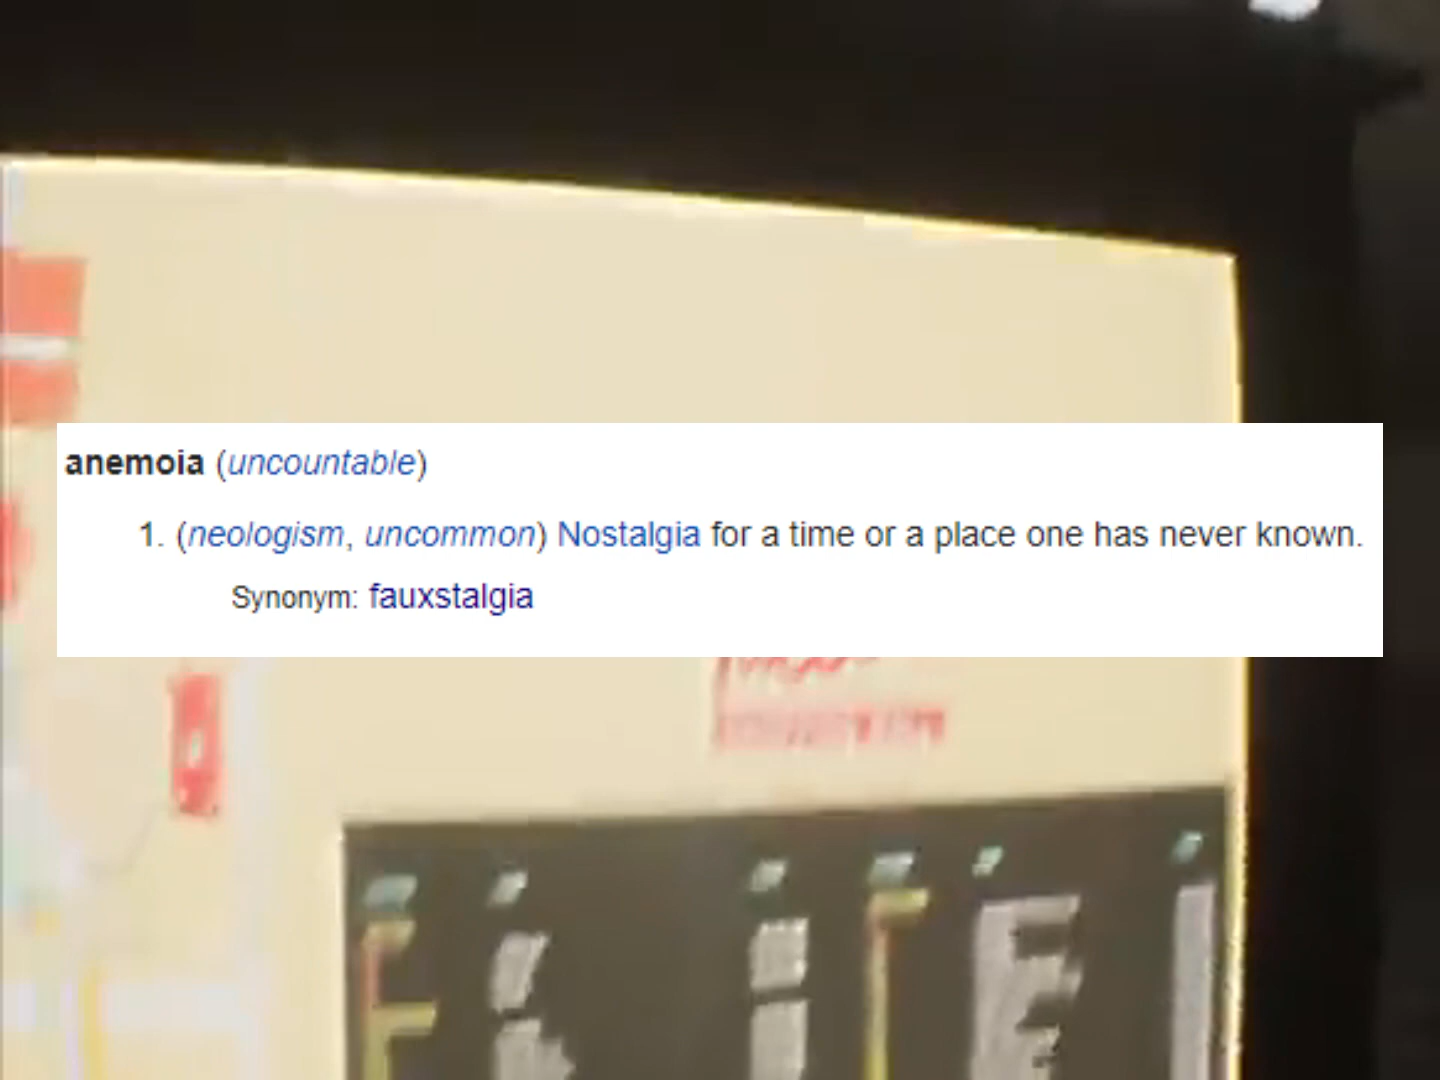 anemoia (uncountable)
1. (neologism, uncommon) Nostalgia for a time or a place one has never known.
Synonym: fauxstalgia